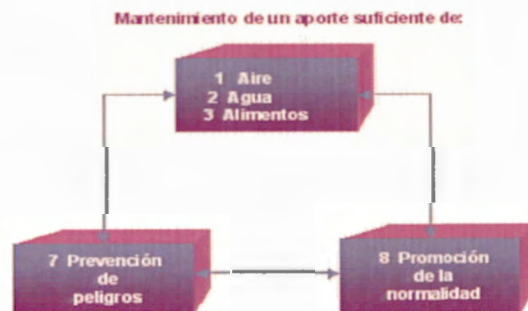 Mantenimiento de un aporte suficiente de:
1 Aire
2 Agua
3 Alimentos
7 Prevención
de
peligros
8 Promoción
de la
normalidad